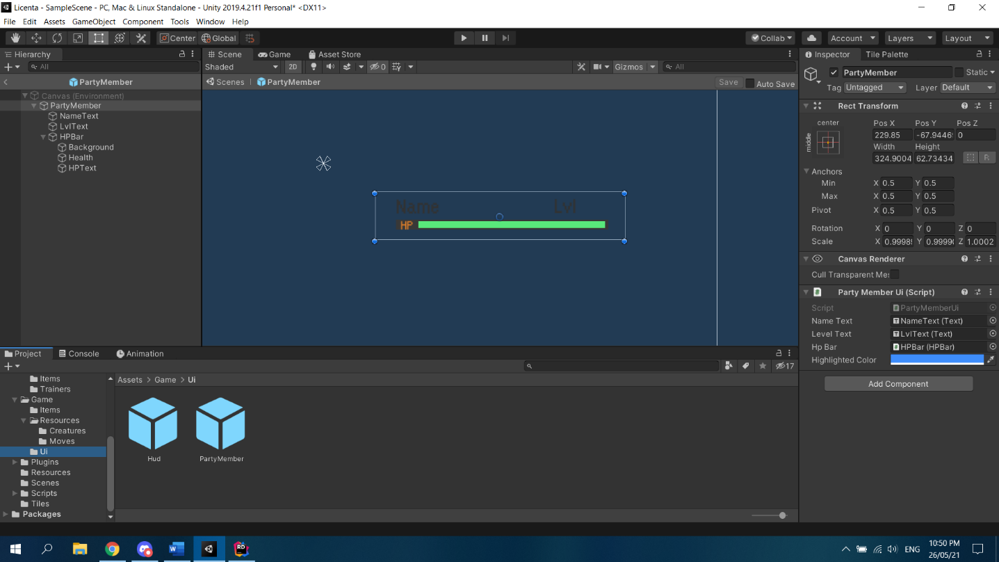 Licenta - SampleScene - PC, Mac & Linux Standalone - Unity 2019.4.21f1 Personal* <DX11>
File Edit Assets GameObject Component Tools Window Help
Center Global Collab Account Layers Layout
Hierarchy
All
PartyMember
Canvas (Environment)
PartyMember
NameText
LvlText
HPBar
Background
Health
HPText
Scene Game Asset Store
Shaded 2D 0 Gizmos All
Scenes PartyMember Save Auto Save
Name Lvl
HP
Inspector Tile Palette
PartyMember Static
Tag Untagged Layer Default
Rect Transform
center
middle
Pos X Pos Y Pos Z
229.85 -67.9446 0
Width Height
324.9004 62.73434 R
Anchors
Min X 0.5 Y 0.5
Max X 0.5 Y 0.5
Pivot X 0.5 Y 0.5
Rotation X 0 Y 0 Z 0
Scale X 0.9998 Y 0.9999 Z 1.0002
Canvas Renderer
Cull Transparent Me
Party Member Ui (Script)
Script PartyMemberUi
Name Text NameText (Text)
Level Text LvlText (Text)
Hp Bar HPBar (HPBar)
Highlighted Color
Add Component
Project Console Animation
17
Items
Trainers
Game
Items
Resources
Creatures
Moves
Ui
Plugins
Resources
Scenes
Scripts
Tiles
Packages
Assets > Game > Ui
Hud PartyMember
RD
ENG
10:50 PM
26/05/21